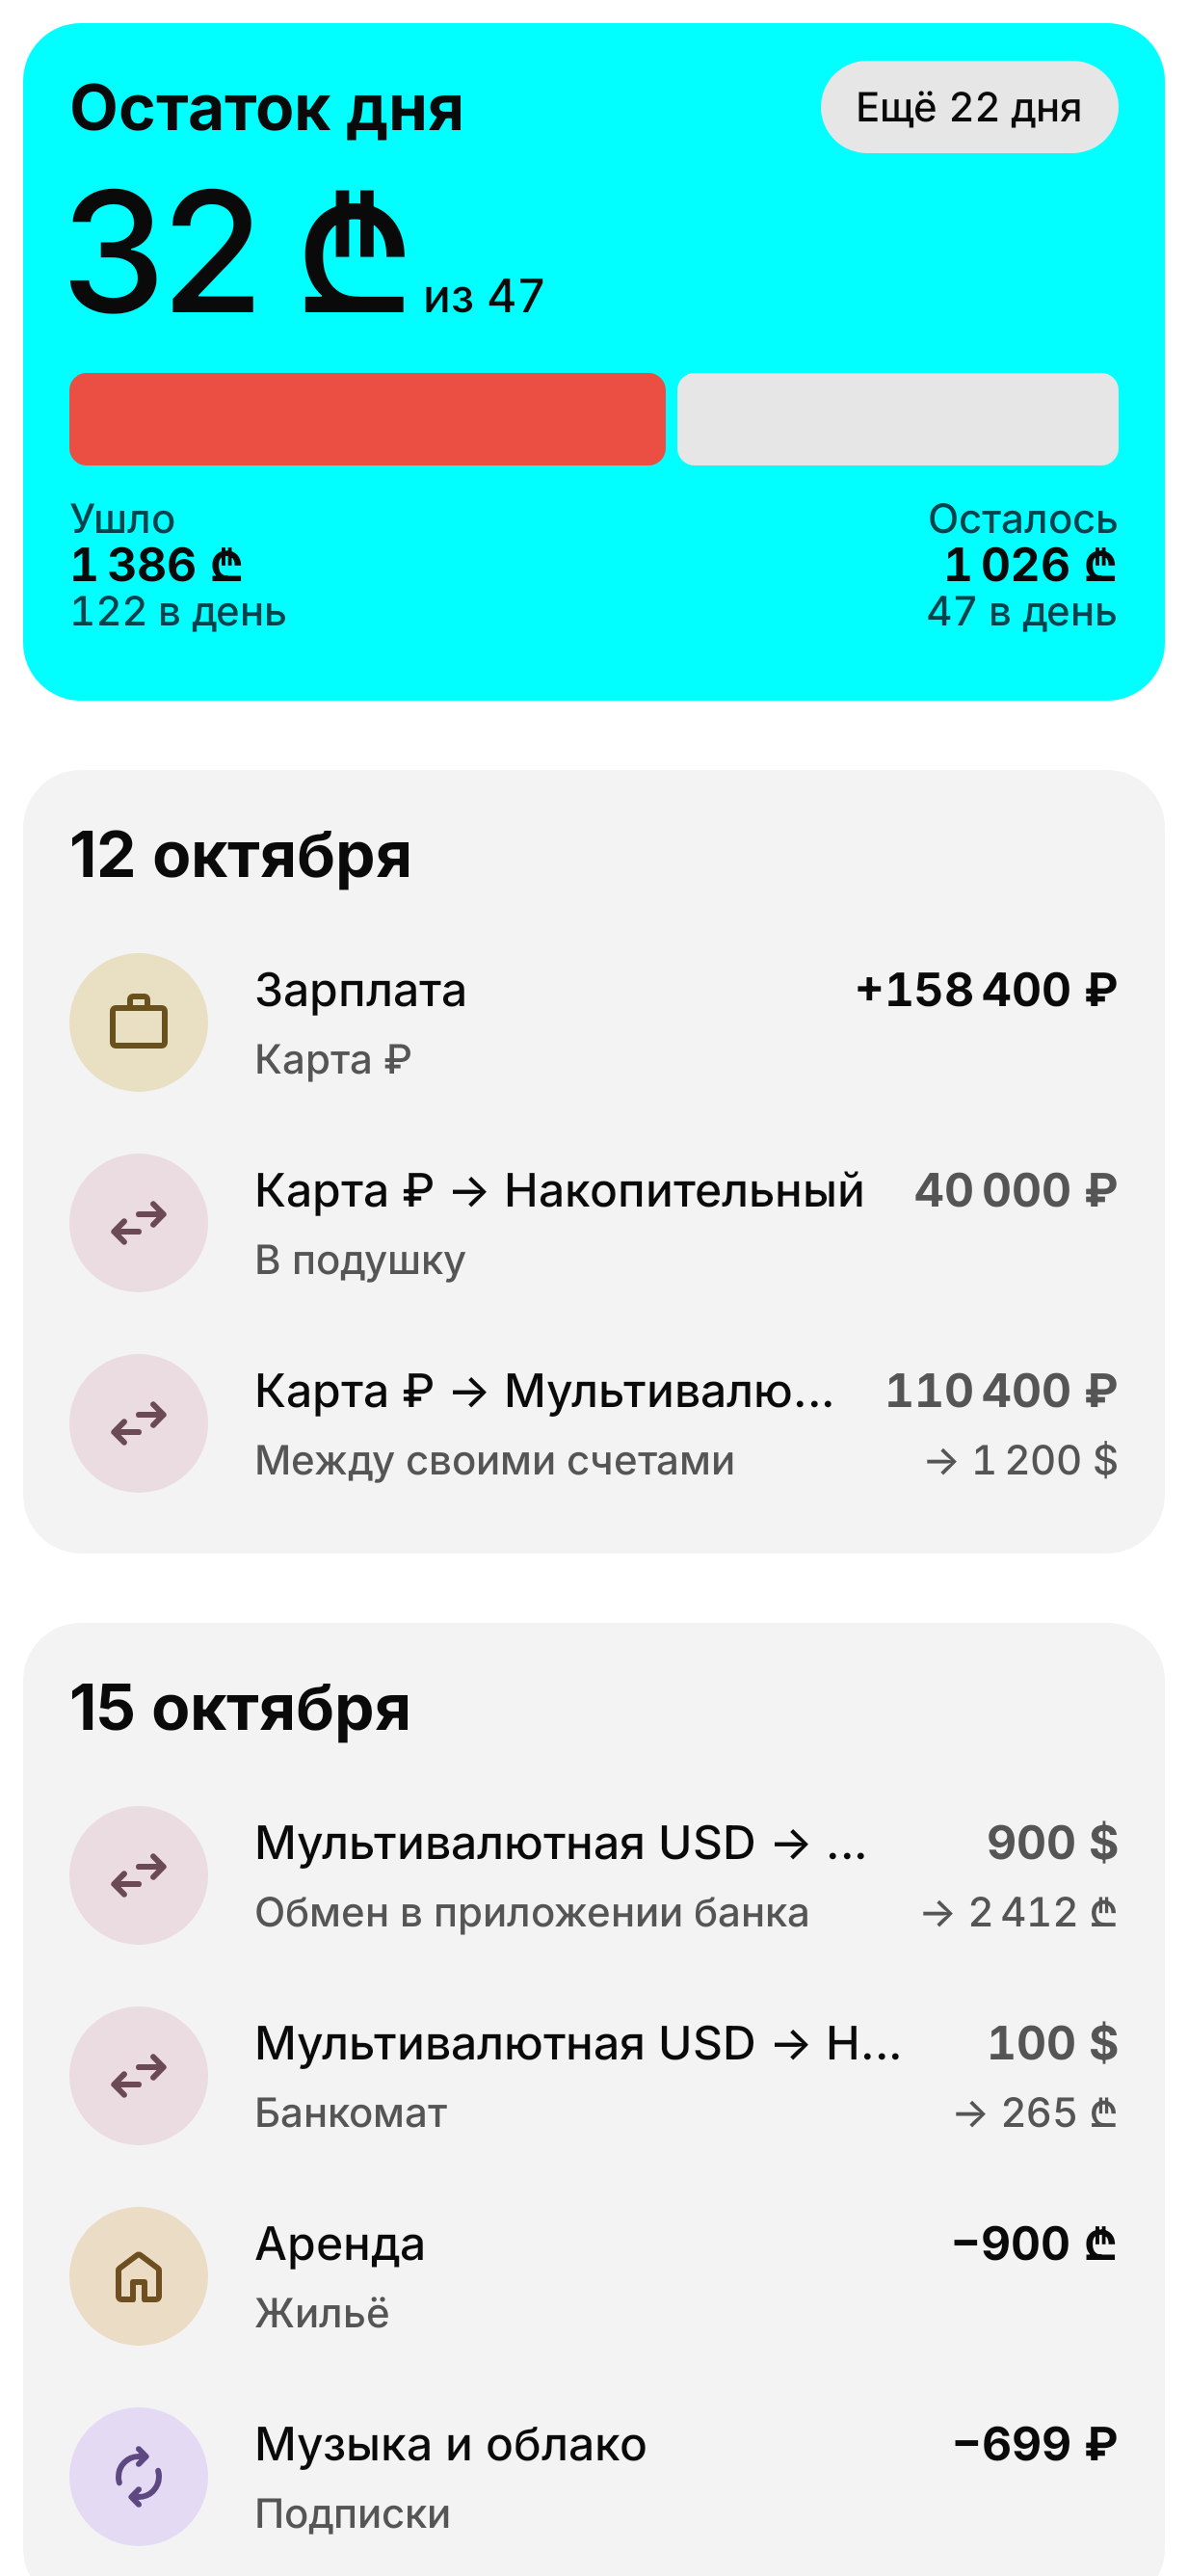 Остаток дня
Ещё 22 дня
32 ₾ из 47
Ушло
Осталось
1 386 ₾
1 026 ₾
122 в день
47 в день
12 октября
Зарплата
+158 400 ₽
Карта ₽
Карта ₽ → Накопительный
40 000 ₽
В подушку
Карта ₽ → Мультивалю...
110 400 ₽
Между своими счетами
→ 1 200 $
15 октября
Мультивалютная USD → ...
900 $
Обмен в приложении банка
→ 2 412 ₾
Мультивалютная USD → Н...
100 $
Банкомат
→ 265 ₾
Аренда
−900 ₾
Жильё
Музыка и облако
−699 ₽
Подписки